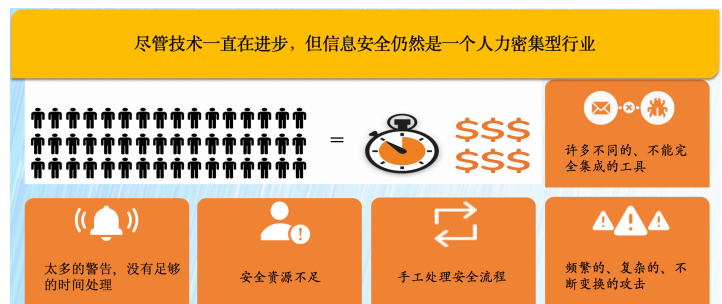 尽管技术一直在进步，但信息安全仍然是一个人力密集型行业
=
$$$
$$$
许多不同的、不能完
全集成的工具
太多的警告，没有足够
的时间处理
安全资源不足
手工处理安全流程
频繁的、复杂的、不
断变换的攻击